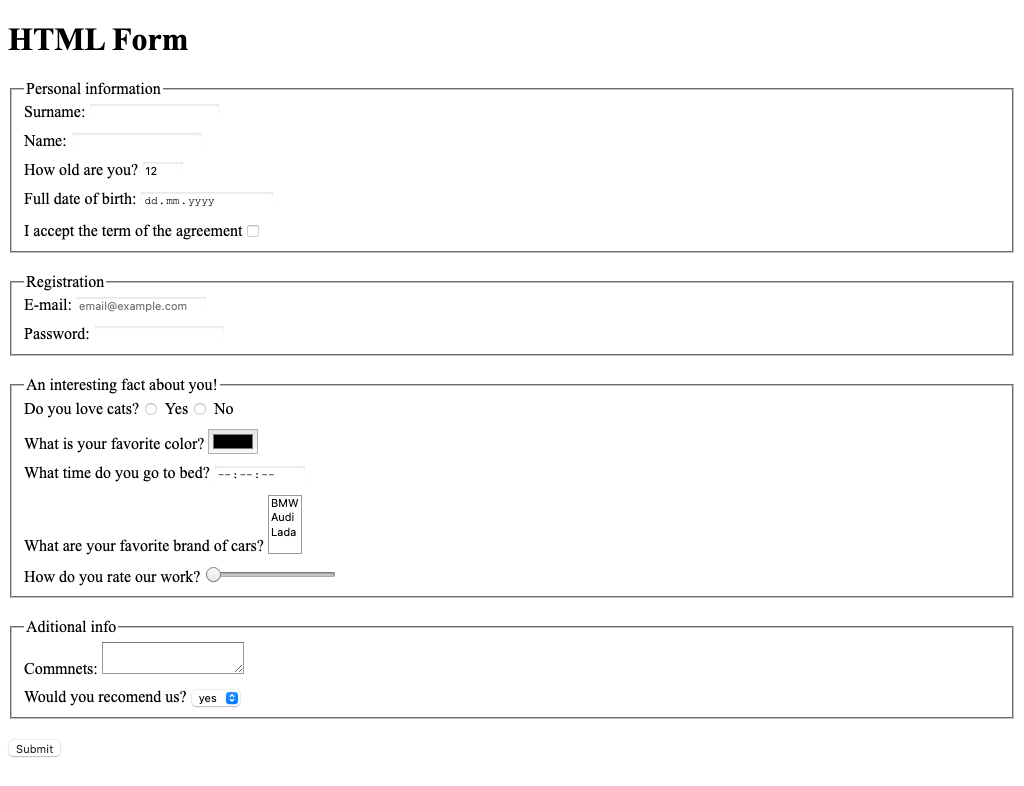 HTML Form
Personal information
Surname:
Name:
How old are you? 12
Full date of birth: dd.mm.yyyy
I accept the term of the agreement
Registration
E-mail: email@example.com
Password:
An interesting fact about you!
Do you love cats? Yes No
What is your favorite color?
What time do you go to bed? --:--:--
BMW
Audi
Lada
What are your favorite brand of cars?
How do you rate our work?
Aditional info
Commnets:
Would you recomend us? yes
Submit